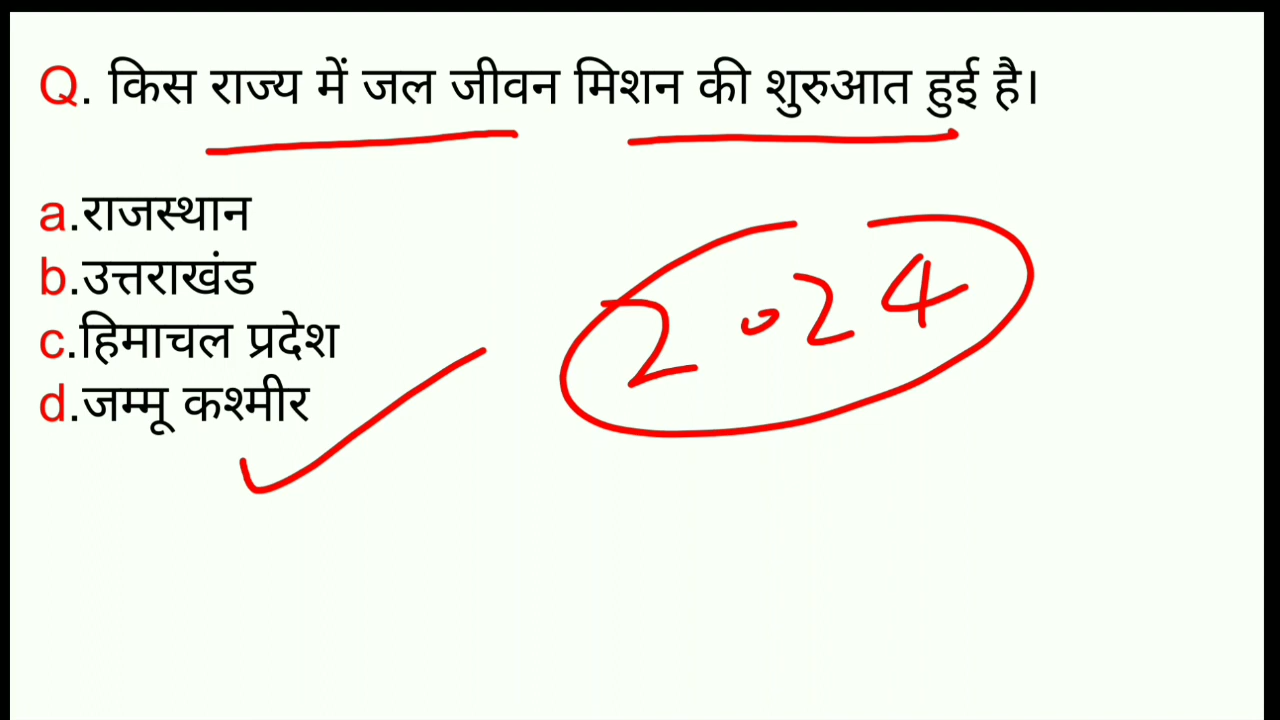 Q. किस राज्य में जल जीवन मिशन की शुरुआत हुई है।
a.राजस्थान
b.उत्तराखंड
c.हिमाचल प्रदेश
d.जम्मू कश्मीर
2024